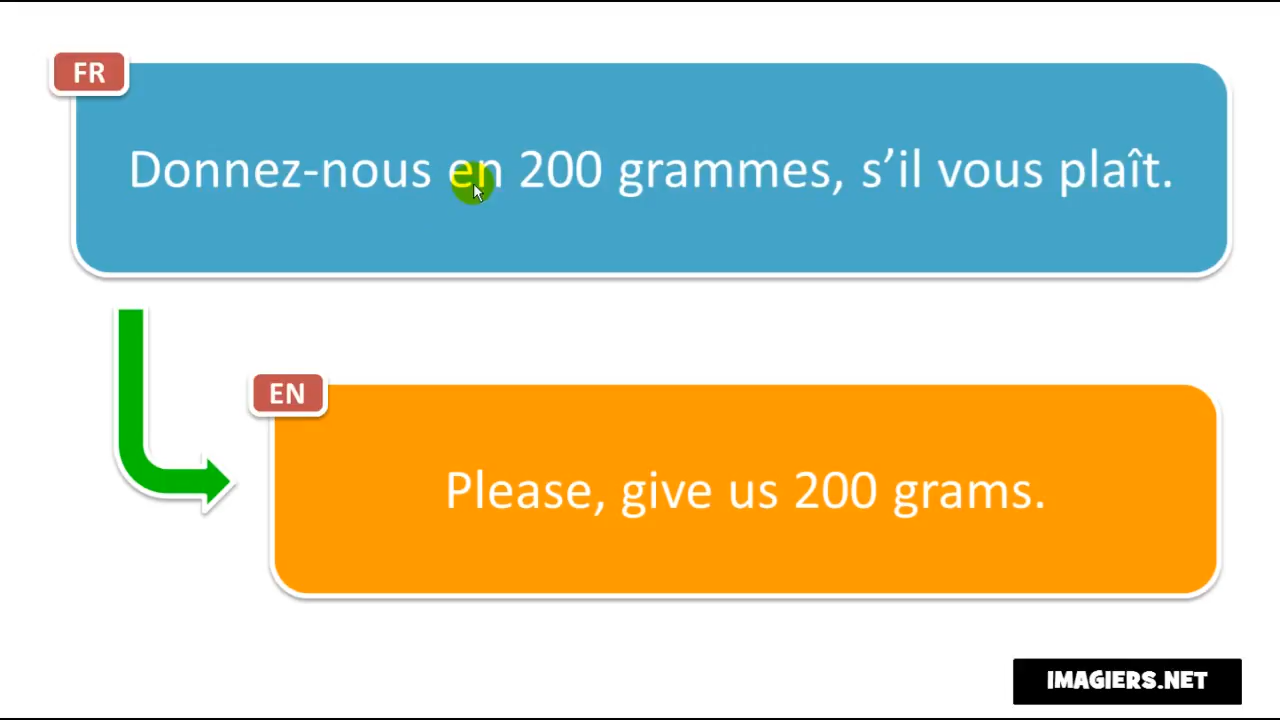 FR
Donnez-nous en 200 grammes, s’il vous plaît.
EN
Please, give us 200 grams.
IMAGIERS.NET